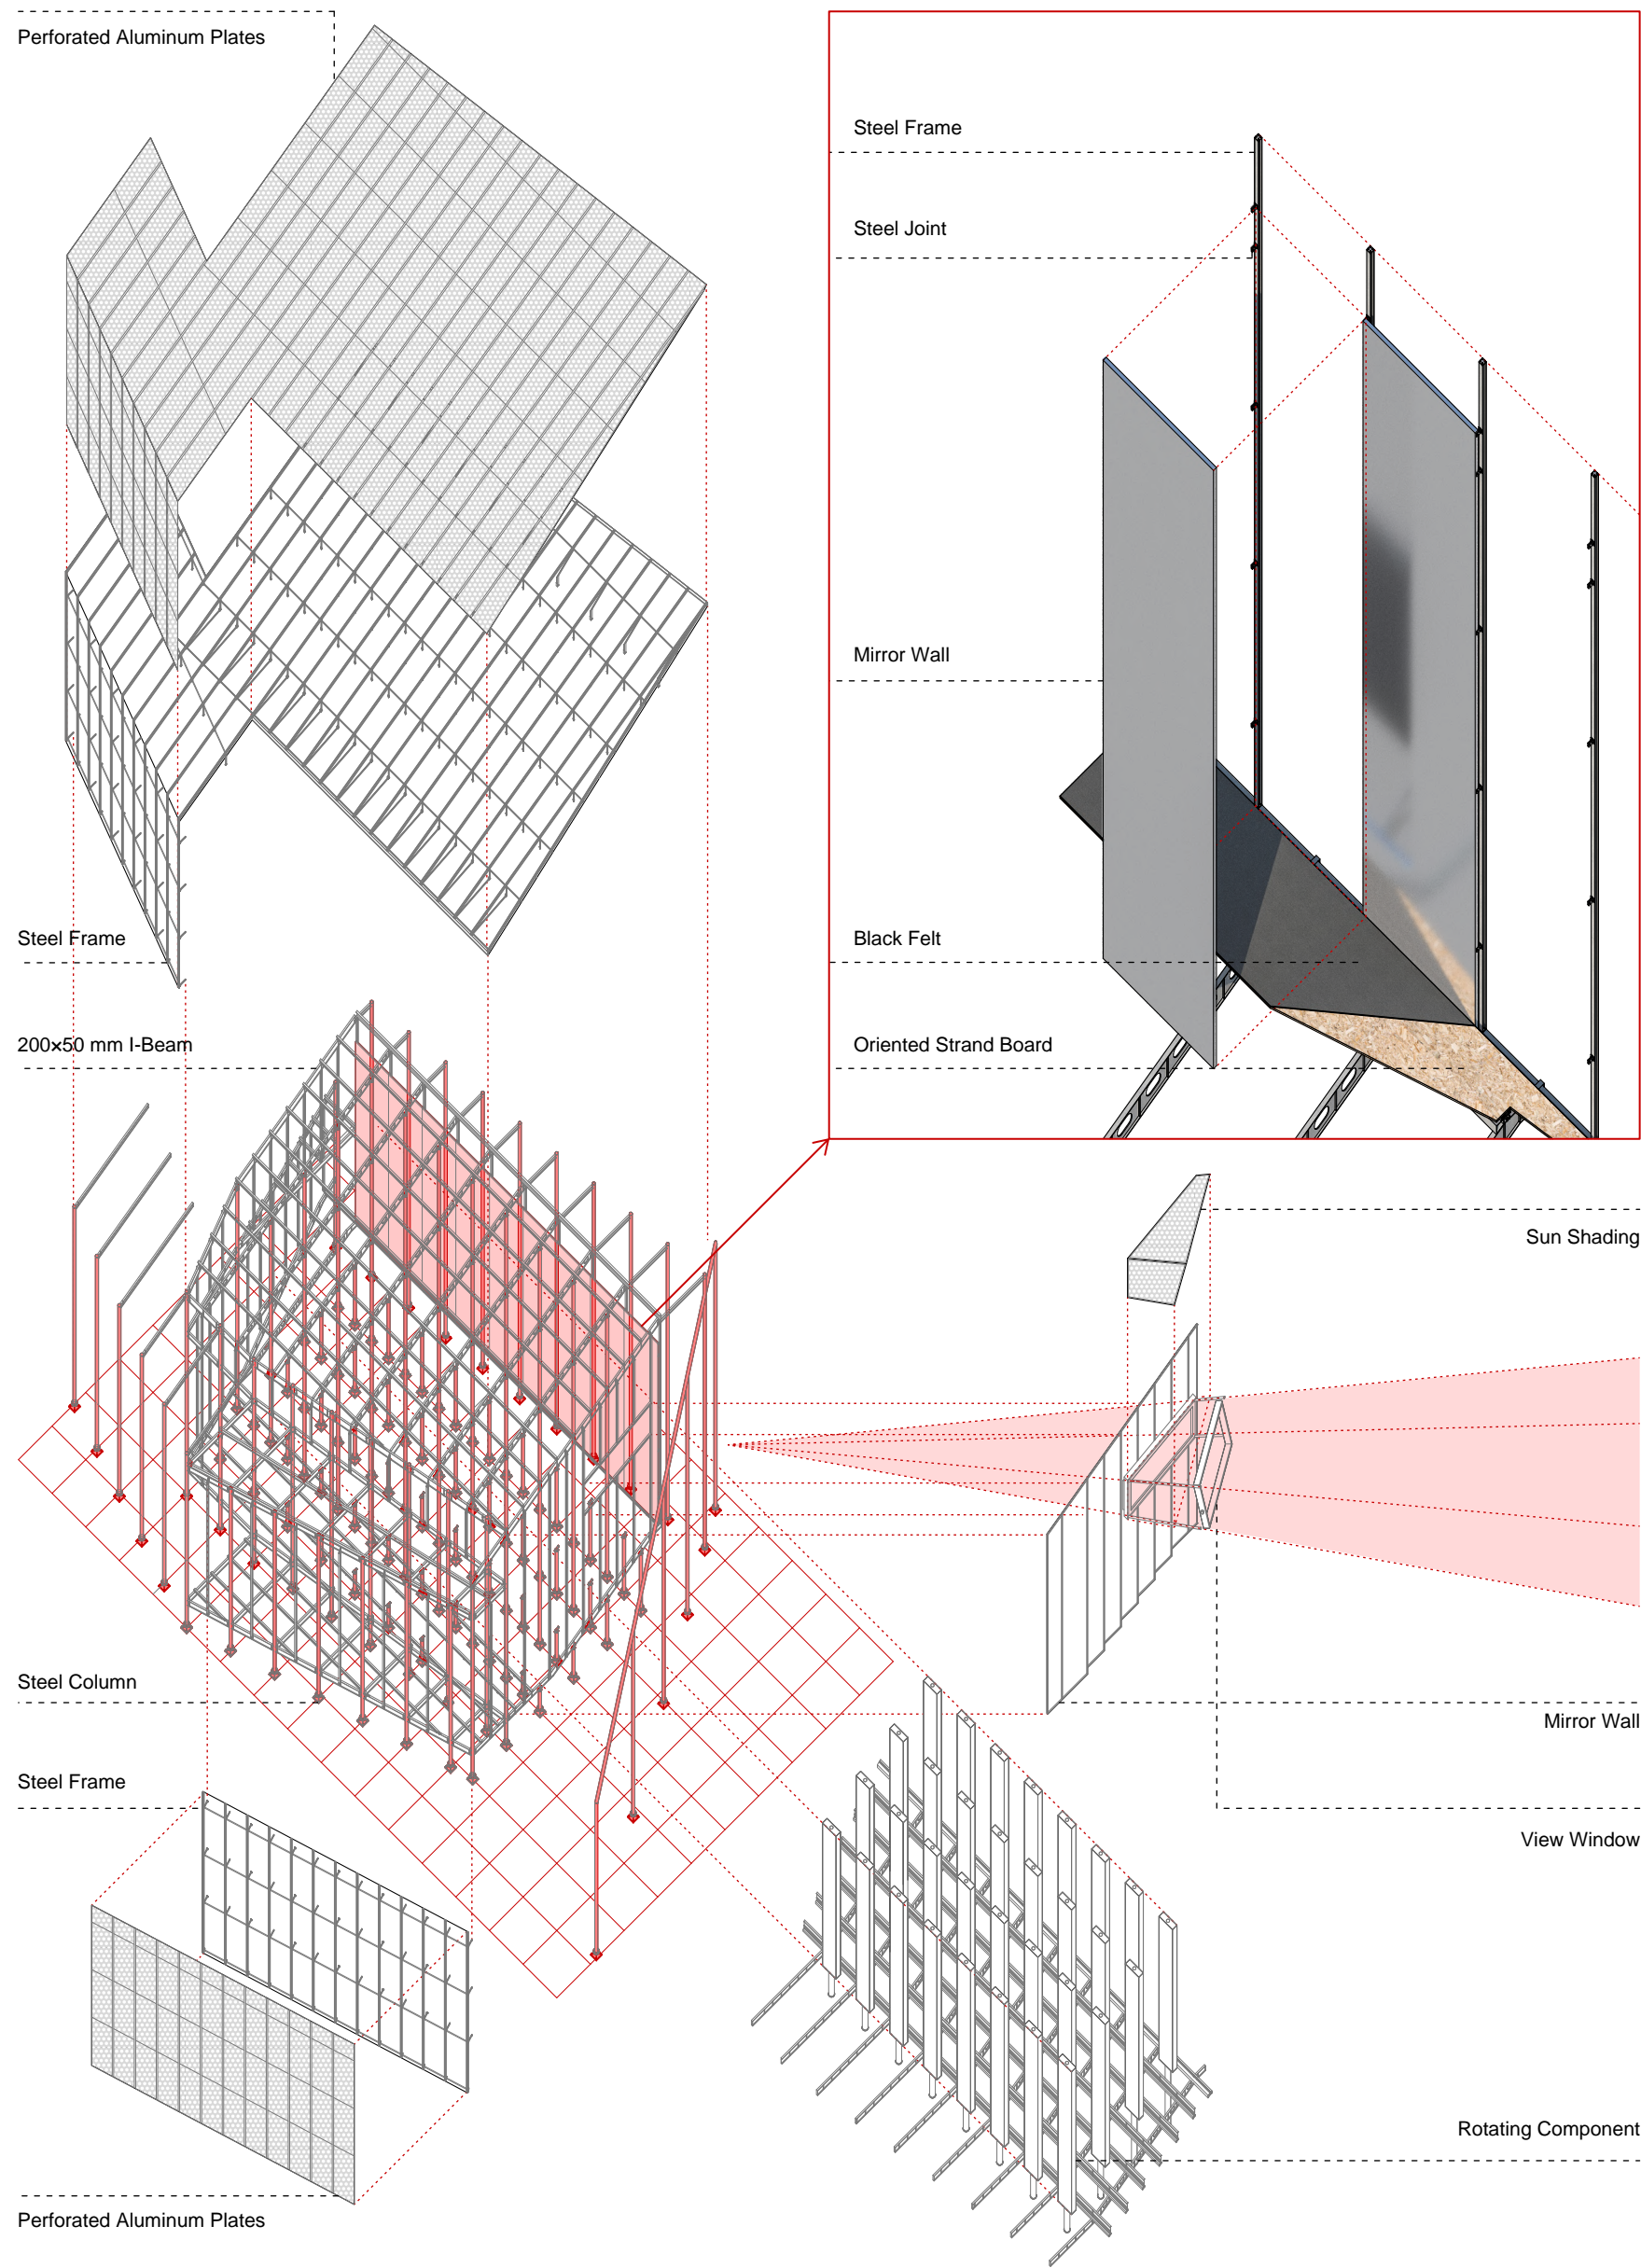 Perforated Aluminum Plates
Steel Frame
Steel Joint
Mirror Wall
Steel Frame
Black Felt
200×50 mm I-Beam
Oriented Strand Board
Sun Shading
Steel Column
Mirror Wall
Steel Frame
View Window
Rotating Component
Perforated Aluminum Plates